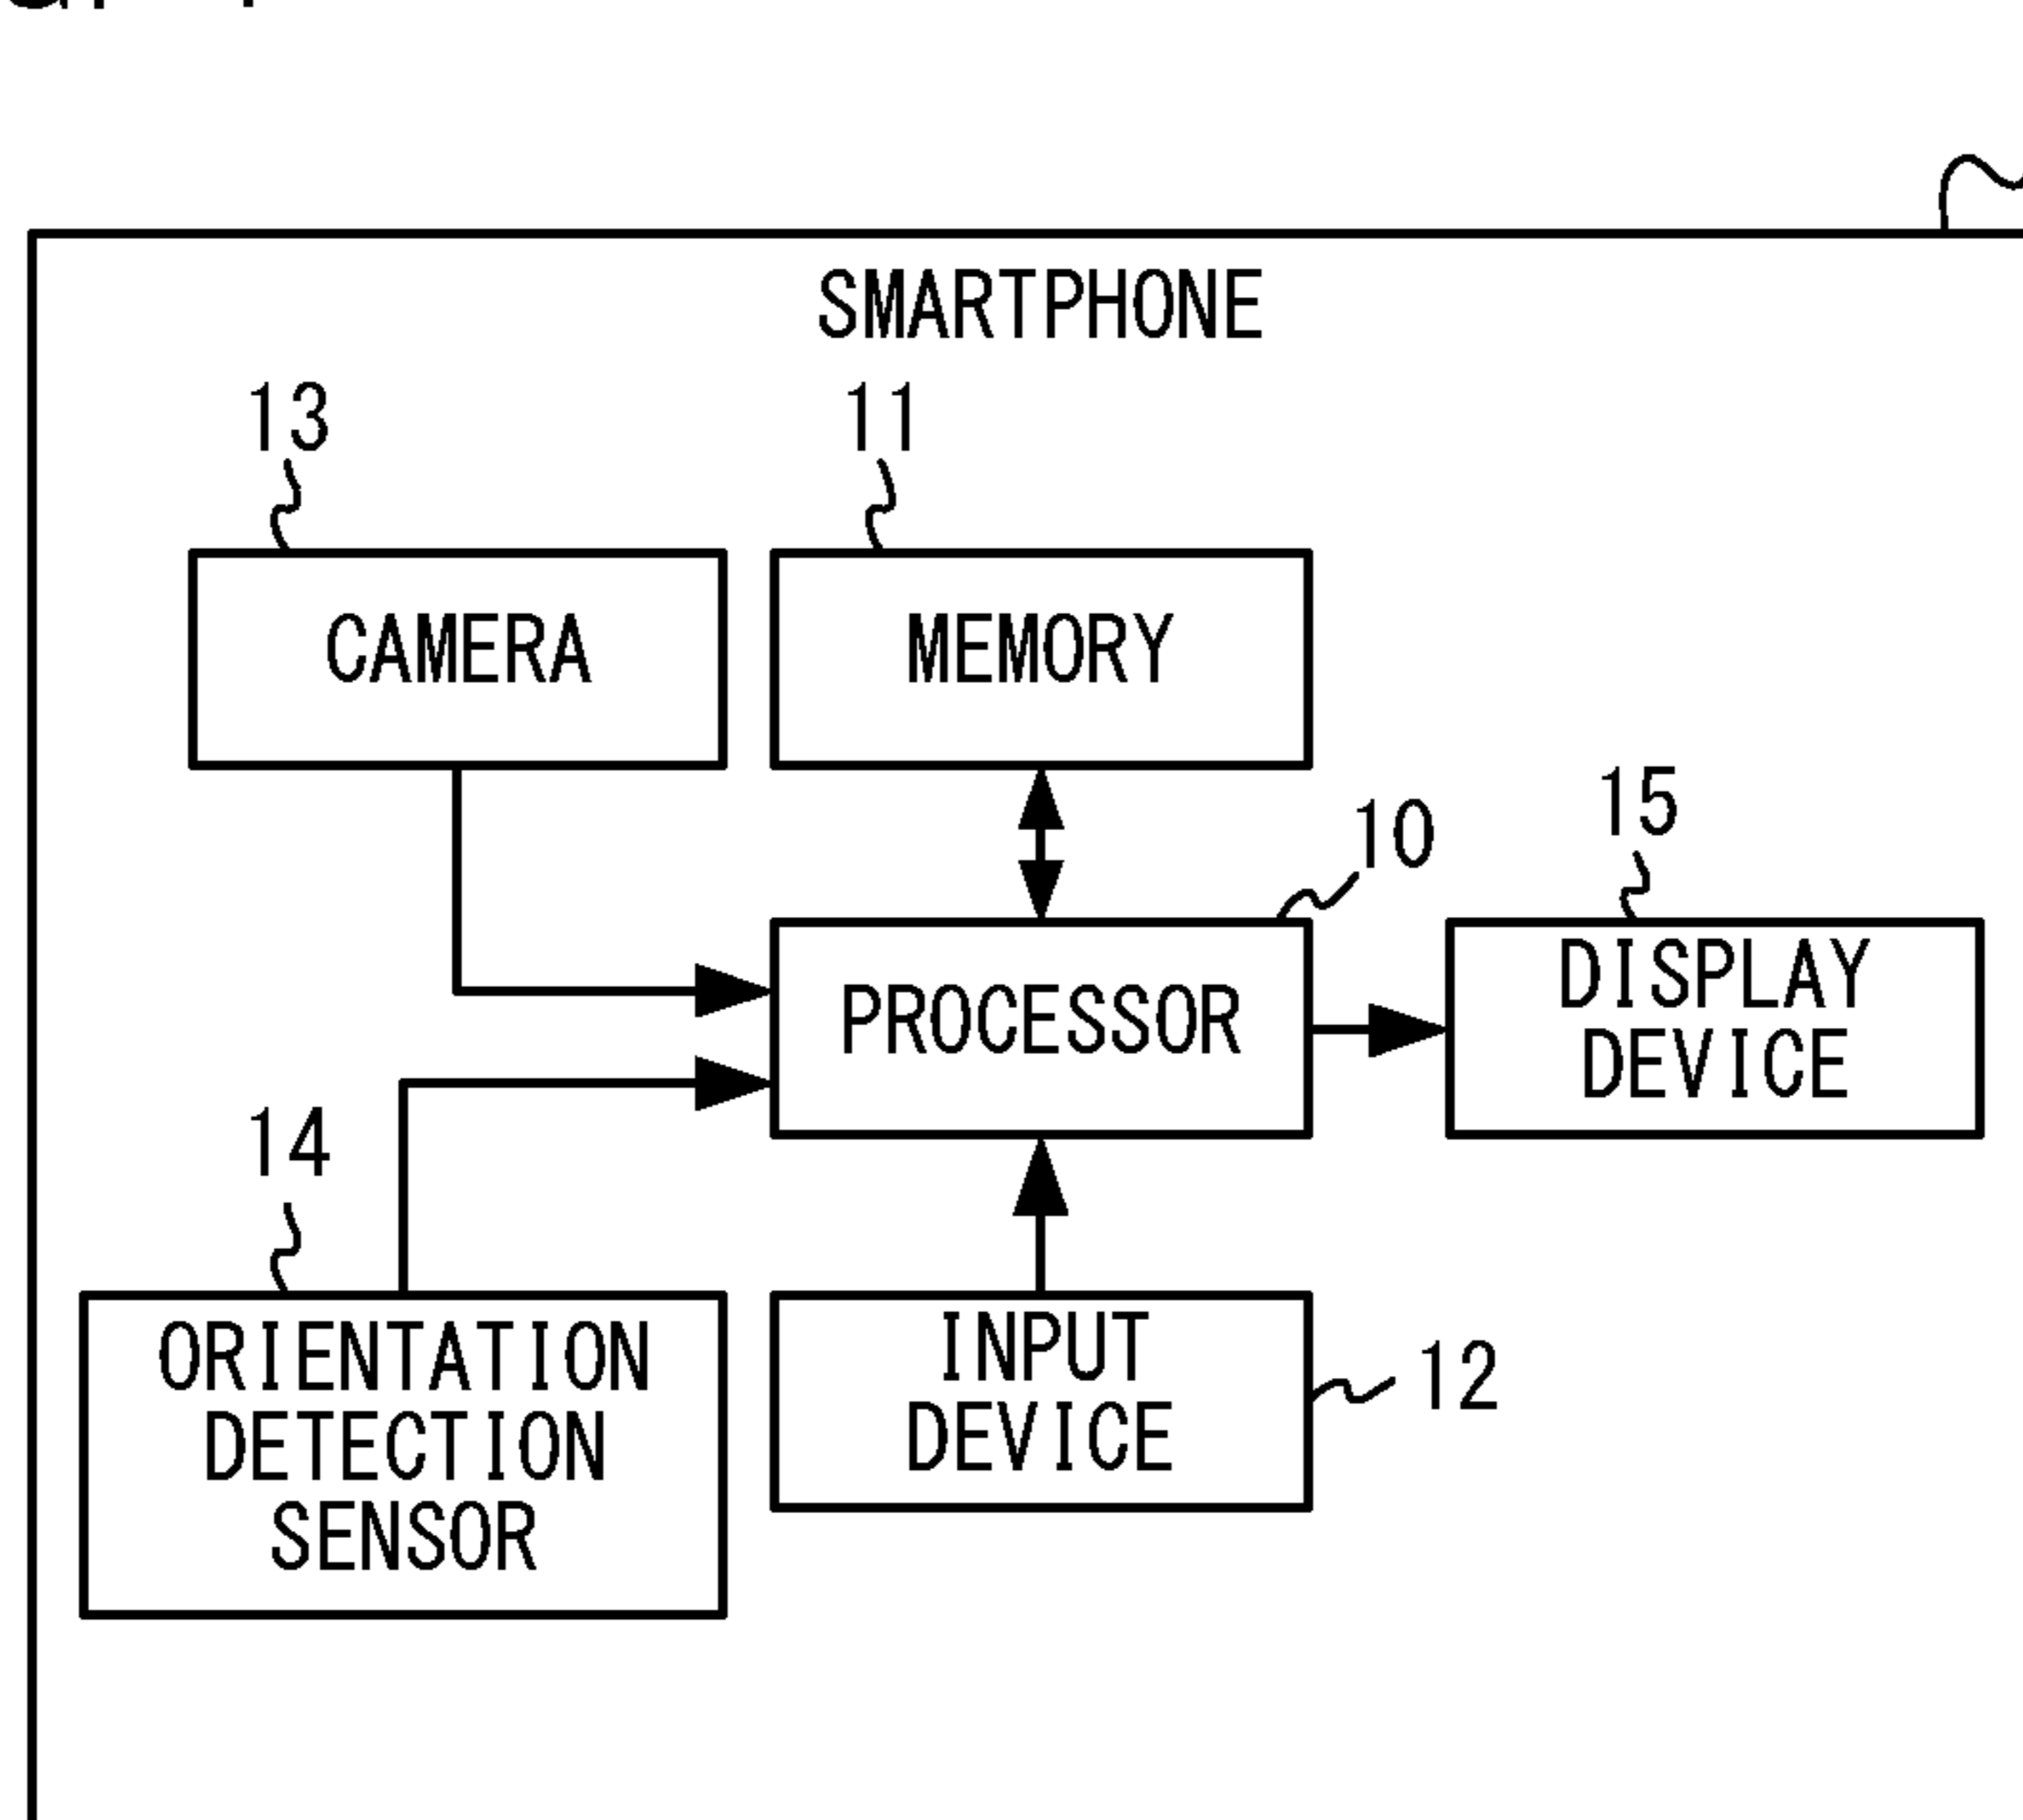 SMARTPHONE
13
11
CAMERA
MEMORY
10
15
PROCESSOR
DISPLAY
DEVICE
14
ORIENTATION
DETECTION
SENSOR
INPUT
DEVICE
12